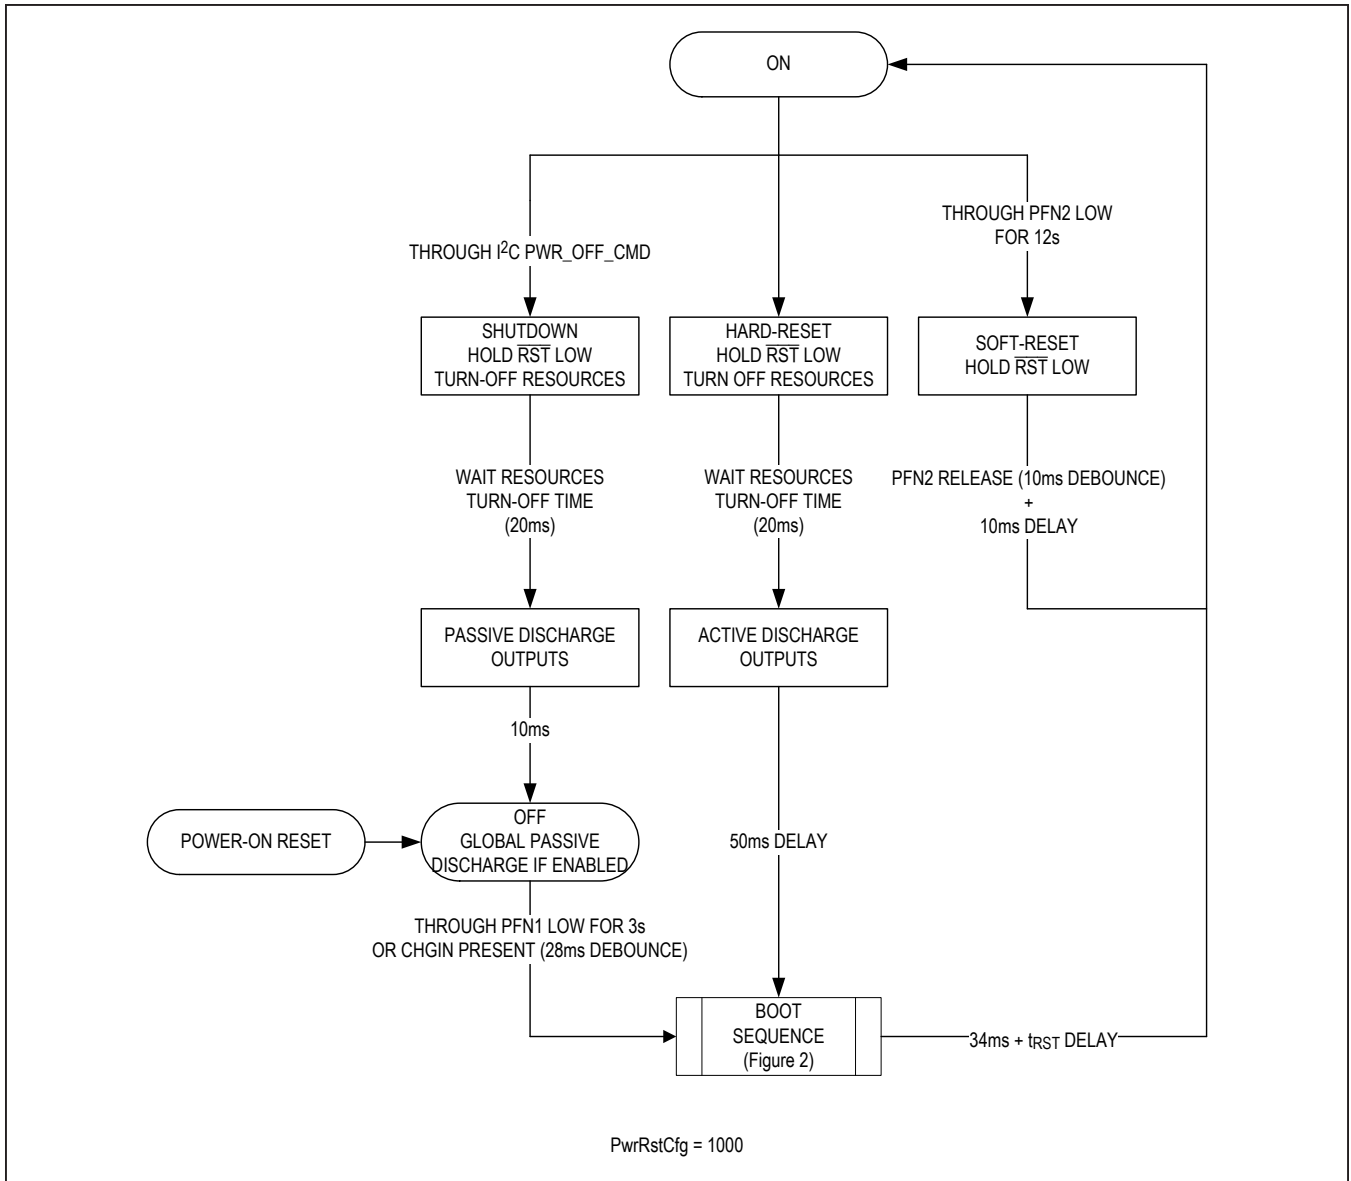 ON
THROUGH PFN2 LOW
FOR 12s
THROUGH I²C PWR_OFF_CMD
SHUTDOWN
HOLD R̅S̅T̅ LOW
TURN-OFF RESOURCES
HARD-RESET
HOLD R̅S̅T̅ LOW
TURN OFF RESOURCES
SOFT-RESET
HOLD R̅S̅T̅ LOW
WAIT RESOURCES
TURN-OFF TIME
(20ms)
WAIT RESOURCES
TURN-OFF TIME
(20ms)
PFN2 RELEASE (10ms DEBOUNCE)
+
10ms DELAY
PASSIVE DISCHARGE
OUTPUTS
ACTIVE DISCHARGE
OUTPUTS
10ms
POWER-ON RESET
OFF
GLOBAL PASSIVE
DISCHARGE IF ENABLED
50ms DELAY
THROUGH PFN1 LOW FOR 3s
OR CHGIN PRESENT (28ms DEBOUNCE)
BOOT
SEQUENCE
(Figure 2)
34ms + tRST DELAY
PwrRstCfg = 1000